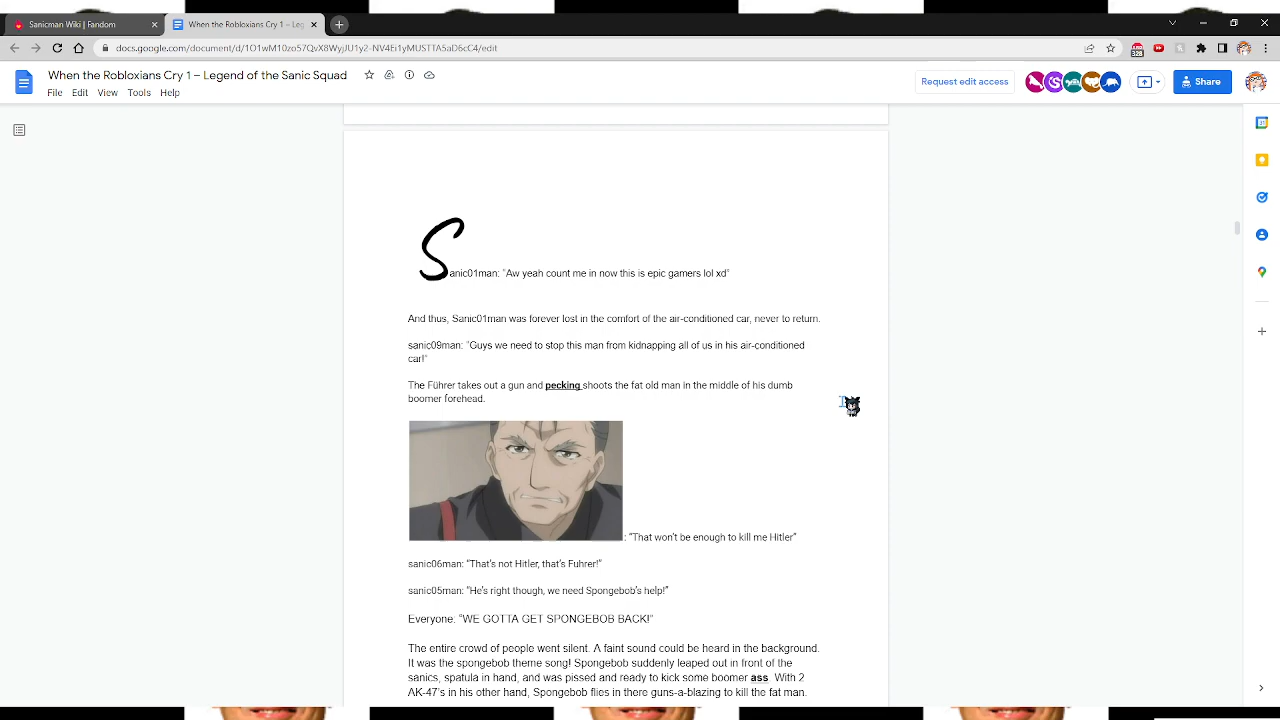 Sanicman Wiki | Fandom
When the Robloxians Cry 1 – Leg
docs.google.com/document/d/1O1wM10zo57QvX8WyjJU1y2-NV4Ei1yMUSTTA5aD6cC4/edit
When the Robloxians Cry 1 – Legend of the Sanic Squad
Request edit access
Share
File Edit View Tools Help
Sanic01man: “Aw yeah count me in now this is epic gamers lol xd”
And thus, Sanic01man was forever lost in the comfort of the air-conditioned car, never to return.
sanic09man: “Guys we need to stop this man from kidnapping all of us in his air-conditioned
car!”
The Führer takes out a gun and pecking shoots the fat old man in the middle of his dumb
boomer forehead.
: “That won’t be enough to kill me Hitler”
sanic06man: “That’s not Hitler, that’s Fuhrer!”
sanic05man: “He’s right though, we need Spongebob’s help!”
Everyone: “WE GOTTA GET SPONGEBOB BACK!”
The entire crowd of people went silent. A faint sound could be heard in the background.
It was the spongebob theme song! Spongebob suddenly leaped out in front of the
sanics, spatula in hand, and was pissed and ready to kick some boomer ass. With 2
AK-47’s in his other hand, Spongebob flies in there guns-a-blazing to kill the fat man.